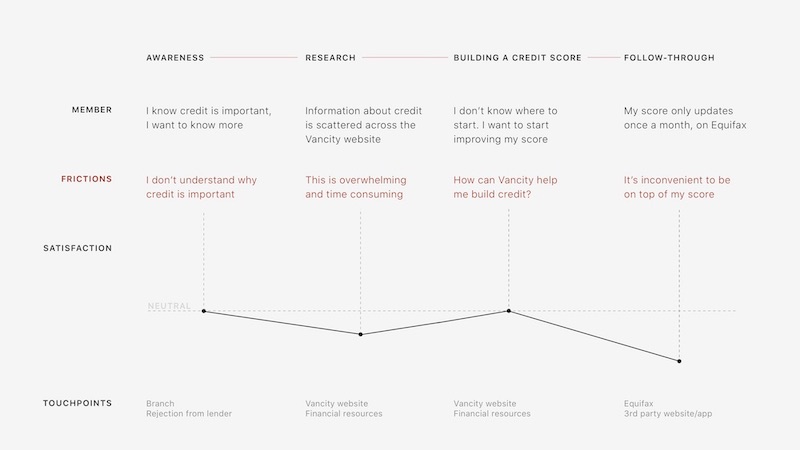 AWARENESS RESEARCH BUILDING A CREDIT SCORE FOLLOW-THROUGH
MEMBER
I know credit is important,
I want to know more
Information about credit
is scattered across the
Vancity website
I don't know where to
start. I want to start
improving my score
My score only updates
once a month, on Equifax
FRICTIONS
I don't understand why
credit is important
This is overwhelming
and time consuming
How can Vancity help
me build credit?
It's inconvenient to be
on top of my score
SATISFACTION
NEUTRAL
TOUCHPOINTS
Branch
Rejection from lender
Vancity website
Financial resources
Vancity website
Financial resources
Equifax
3rd party website/app